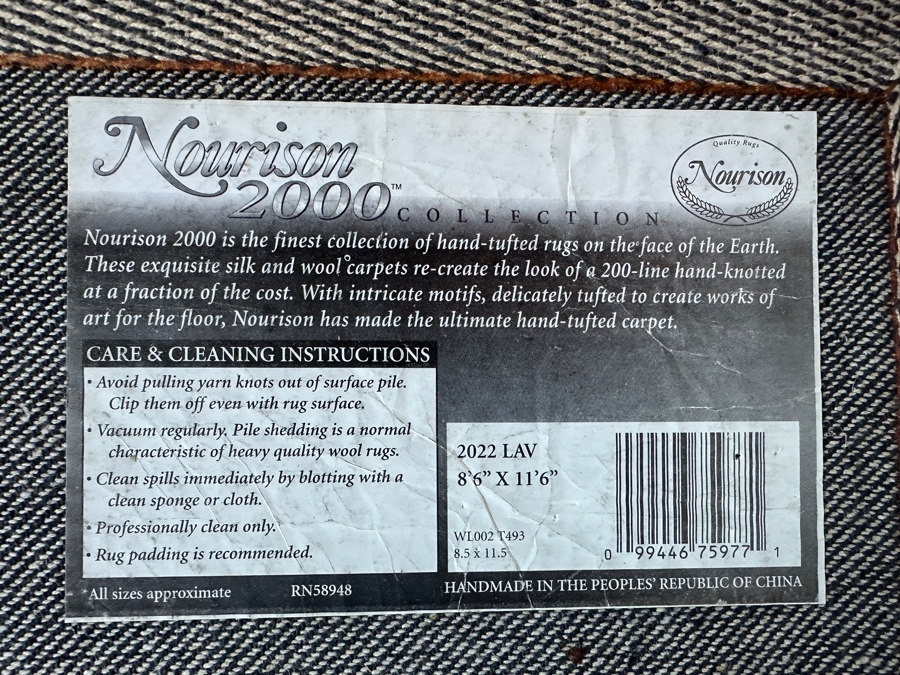 Nourison
2000™ COLLECTION
Quality Rugs
Nourison
Nourison 2000 is the finest collection of hand-tufted rugs on the face of the Earth.
These exquisite silk and wool carpets re-create the look of a 200-line hand-knotted
at a fraction of the cost. With intricate motifs, delicately tufted to create works of
art for the floor, Nourison has made the ultimate hand-tufted carpet.
CARE & CLEANING INSTRUCTIONS
• Avoid pulling yarn knots out of surface pile.
Clip them off even with rug surface.
• Vacuum regularly. Pile shedding is a normal
characteristic of heavy quality wool rugs.
• Clean spills immediately by blotting with a
clean sponge or cloth.
• Professionally clean only.
• Rug padding is recommended.
2022 LAV
8'6” X 11'6”
WL002 T493
8.5 x 11.5
0 99446 75977 1
*All sizes approximate
RN58948
HANDMADE IN THE PEOPLES' REPUBLIC OF CHINA